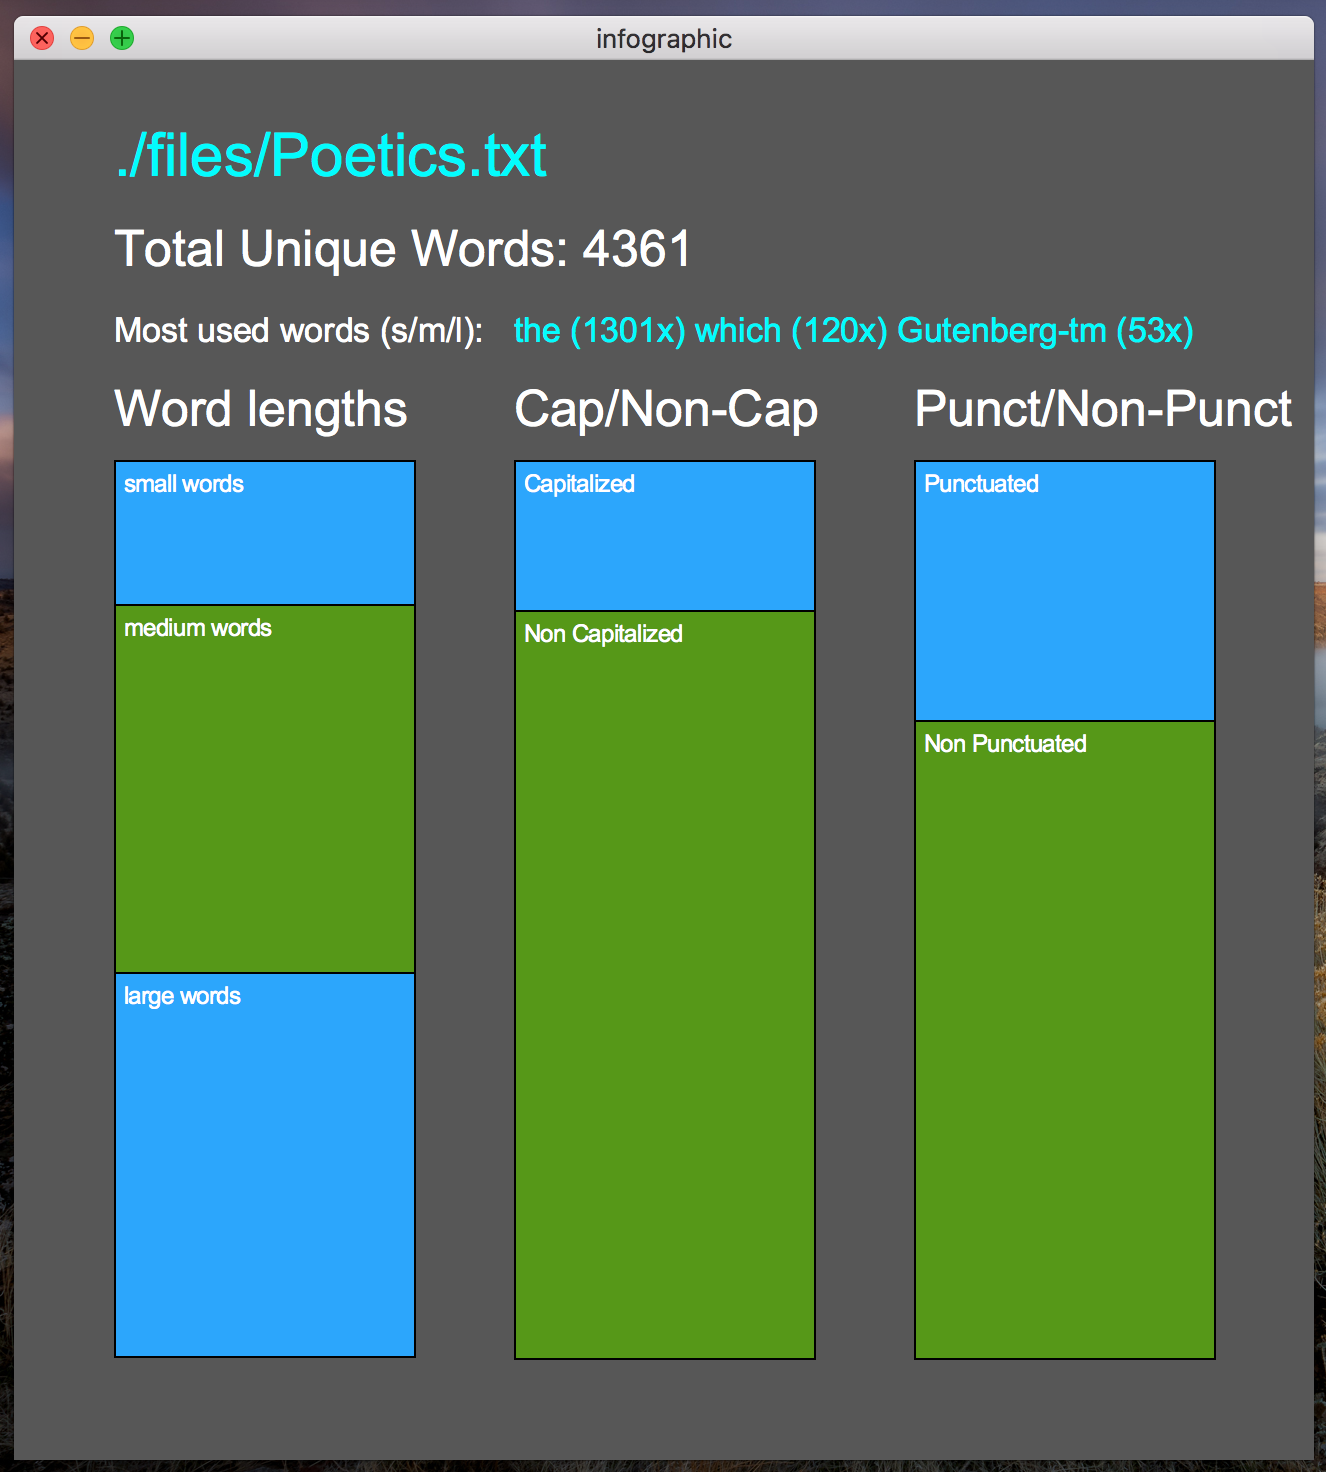 infographic
./files/Poetics.txt
Total Unique Words: 4361
Most used words (s/m/l): the (1301x) which (120x) Gutenberg-tm (53x)
Word lengths
small words
medium words
large words
Cap/Non-Cap
Capitalized
Non Capitalized
Punct/Non-Punct
Punctuated
Non Punctuated